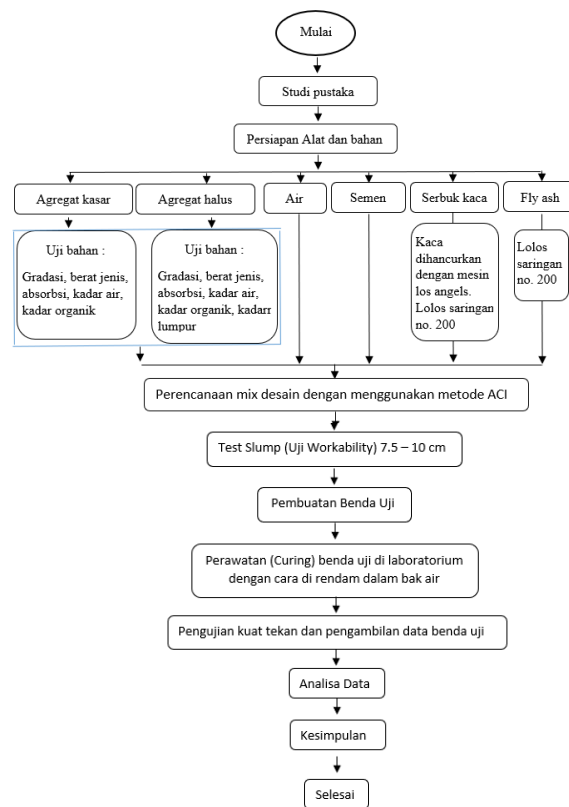 Mulai
Studi pustaka
Persiapan Alat dan bahan
Agregat kasar
Agregat halus
Air
Semen
Serbuk kaca
Fly ash
Uji bahan :
Gradasi, berat jenis,
absorbsi, kadar air,
kadar organik
Uji bahan :
Gradasi, berat jenis,
absorbsi, kadar air,
kadar organik, kadarr
lumpur
Kaca
dihancurkan
dengan mesin
los angels.
Lolos saringan
no. 200
Lolos
saringan
no. 200
Perencanaan mix desain dengan menggunakan metode ACI
Test Slump (Uji Workability) 7.5 – 10 cm
Pembuatan Benda Uji
Perawatan (Curing) benda uji di laboratorium
dengan cara di rendam dalam bak air
Pengujian kuat tekan dan pengambilan data benda uji
Analisa Data
Kesimpulan
Selesai